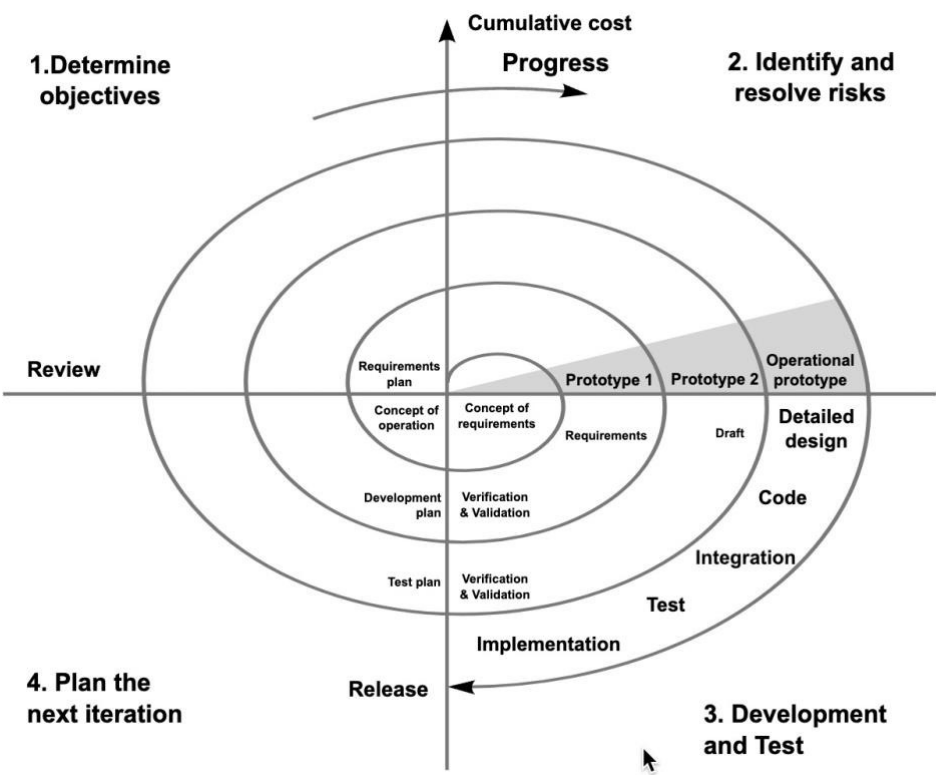 Cumulative cost
Progress
1.Determine
objectives
2. Identify and
resolve risks
Review
Requirements
plan
Prototype 1
Prototype 2
Operational
prototype
Concept of
operation
Concept of
requirements
Requirements
Draft
Detailed
design
Development
plan
Verification
& Validation
Code
Integration
Test plan
Verification
& Validation
Test
Implementation
Release
4. Plan the
next iteration
3. Development
and Test